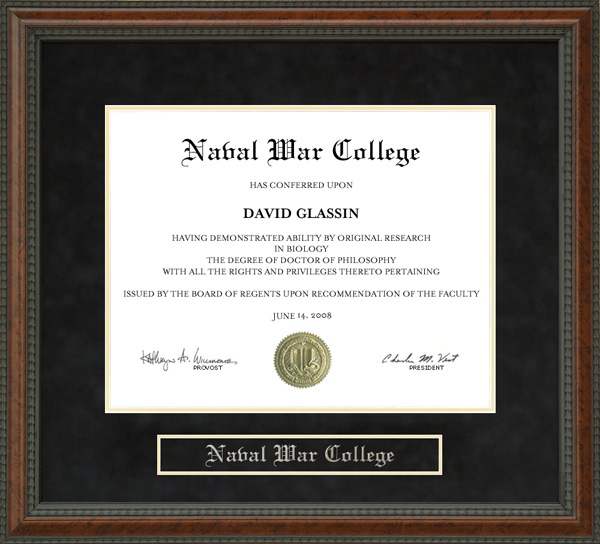 Naval War College
HAS CONFERRED UPON
DAVID GLASSIN
HAVING DEMONSTRATED ABILITY BY ORIGINAL RESEARCH
IN BIOLOGY
THE DEGREE OF DOCTOR OF PHILOSOPHY
WITH ALL THE RIGHTS AND PRIVILEGES THERETO PERTAINING
ISSUED BY THE BOARD OF REGENTS UPON RECOMMENDATION OF THE FACULTY
JUNE 14, 2008
Charles M. Vest
PROVOST PRESIDENT
Naval War College